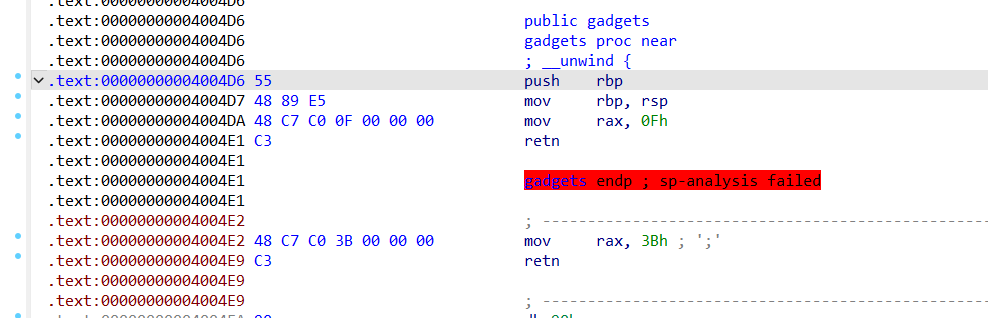 .text:00000000004004D6
.text:00000000004004D6 public gadgets
.text:00000000004004D6 gadgets proc near
.text:00000000004004D6 ; __unwind {
.text:00000000004004D6 55 push rbp
.text:00000000004004D7 48 89 E5 mov rbp, rsp
.text:00000000004004DA 48 C7 C0 0F 00 00 00 mov rax, 0Fh
.text:00000000004004E1 C3 retn
.text:00000000004004E1
.text:00000000004004E1 gadgets endp ; sp-analysis failed
.text:00000000004004E1
.text:00000000004004E2 ; ---------------------------------------------------
.text:00000000004004E2 48 C7 C0 3B 00 00 00 mov rax, 3Bh ; ';'
.text:00000000004004E9 C3 retn
.text:00000000004004E9
.text:00000000004004E9 ; ---------------------------------------------------